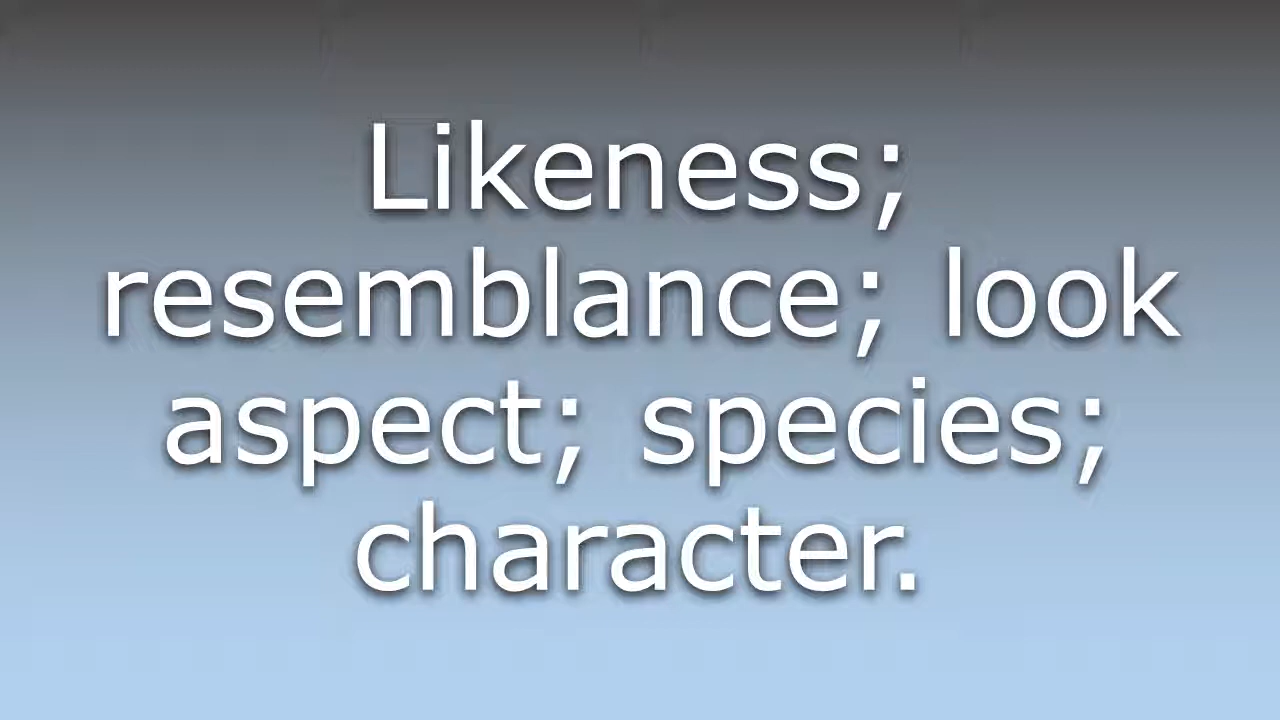 Likeness;
resemblance; look
aspect; species;
character.